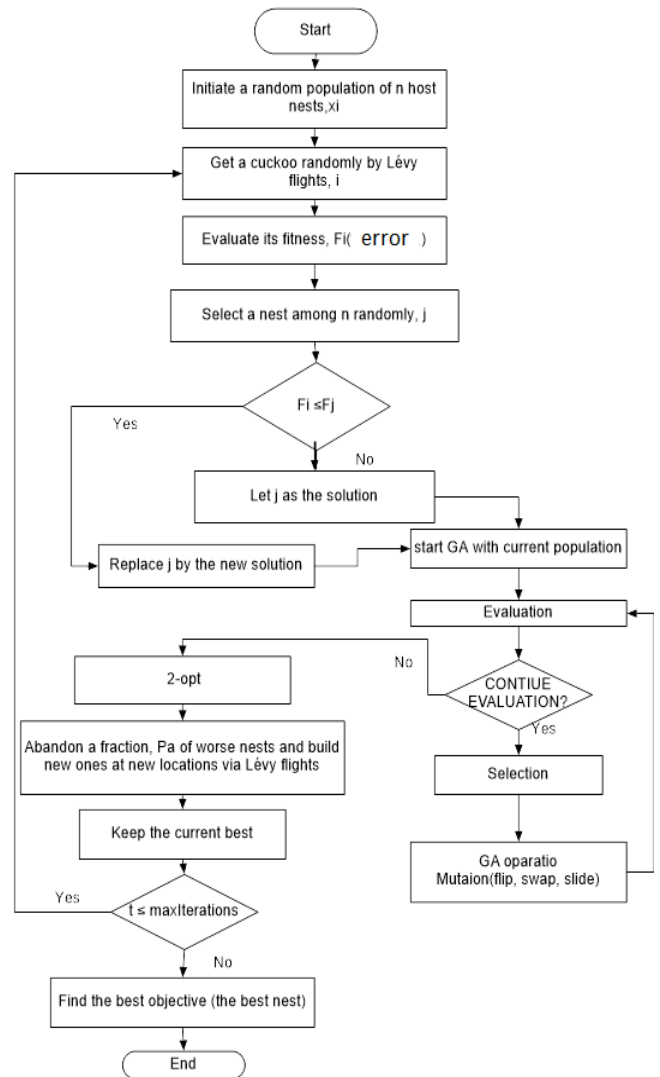 Start
Initiate a random population of n host
nests,xi
Get a cuckoo randomly by Lévy
flights, i
Evaluate its fitness, Fi( error )
Select a nest among n randomly, j
Fi ≤Fj
Yes
No
Let j as the solution
Replace j by the new solution
start GA with current population
Evaluation
CONTIUE
EVALUATION?
No
Yes
2-opt
Selection
Abandon a fraction, Pa of worse nests and build
new ones at new locations via Lévy flights
Keep the current best
GA oparatio
Mutaion(flip, swap, slide)
Yes
t ≤ maxIterations
No
Find the best objective (the best nest)
End